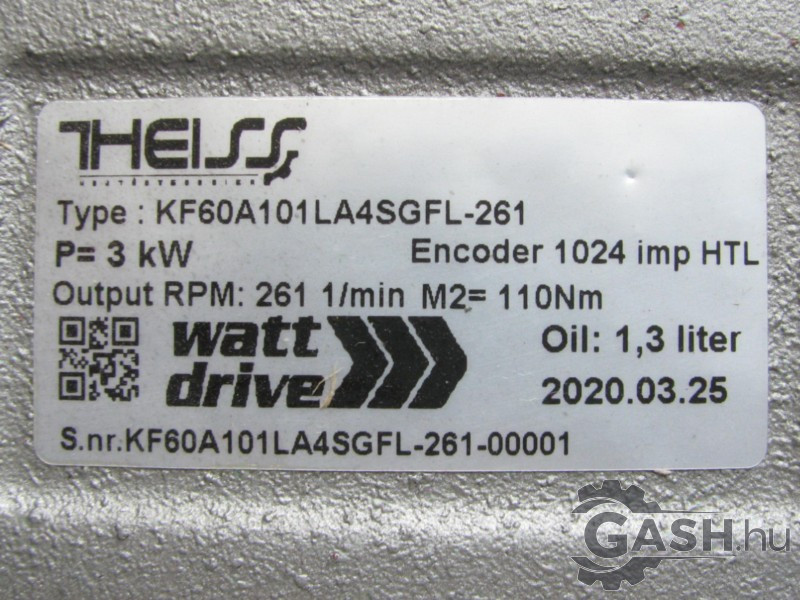 THEISS
HAJTÁSTECHNIKA
Type : KF60A101LA4SGFL-261
P= 3 kW Encoder 1024 imp HTL
Output RPM: 261 1/min M2= 110Nm
watt
drive
Oil: 1,3 liter
2020.03.25
S.nr.KF60A101LA4SGFL-261-00001
GASH.hu